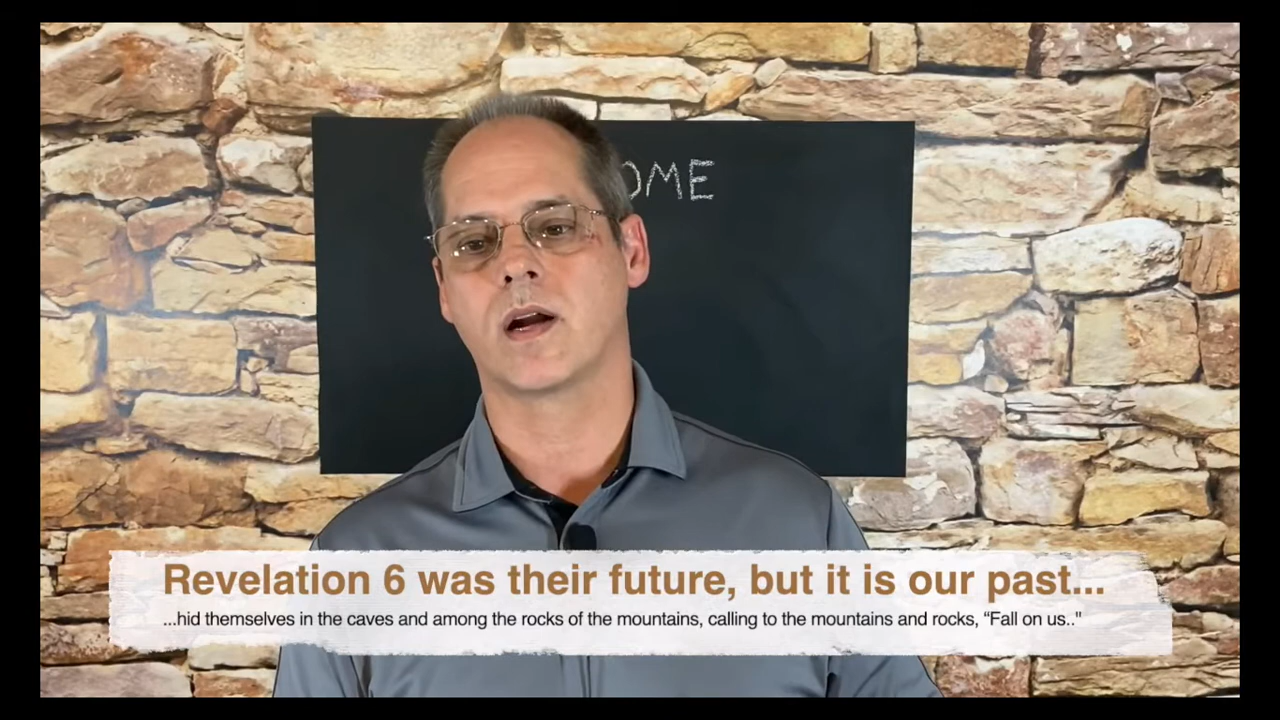 OME
Revelation 6 was their future, but it is our past...
...hid themselves in the caves and among the rocks of the mountains, calling to the mountains and rocks, “Fall on us.."